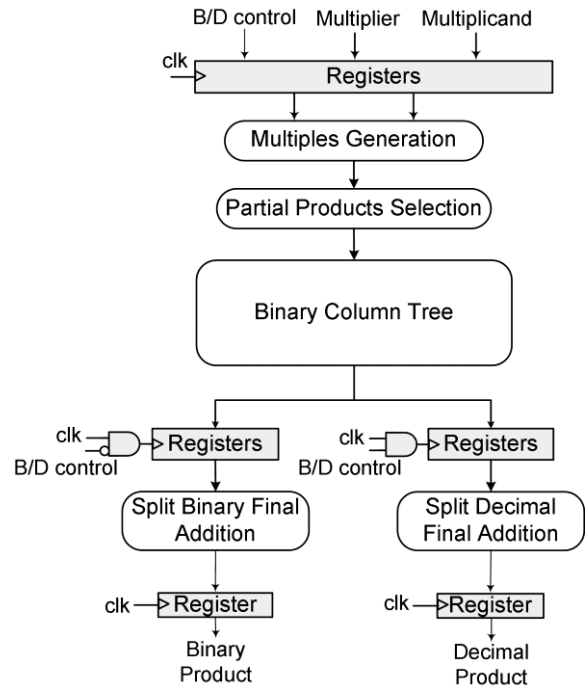 B/D control
Multiplier
Multiplicand
clk
Registers
Multiples Generation
Partial Products Selection
Binary Column Tree
clk
B/D control
Registers
clk
B/D control
Registers
Split Binary Final
Addition
Split Decimal
Final Addition
clk
Register
clk
Register
Binary
Product
Decimal
Product